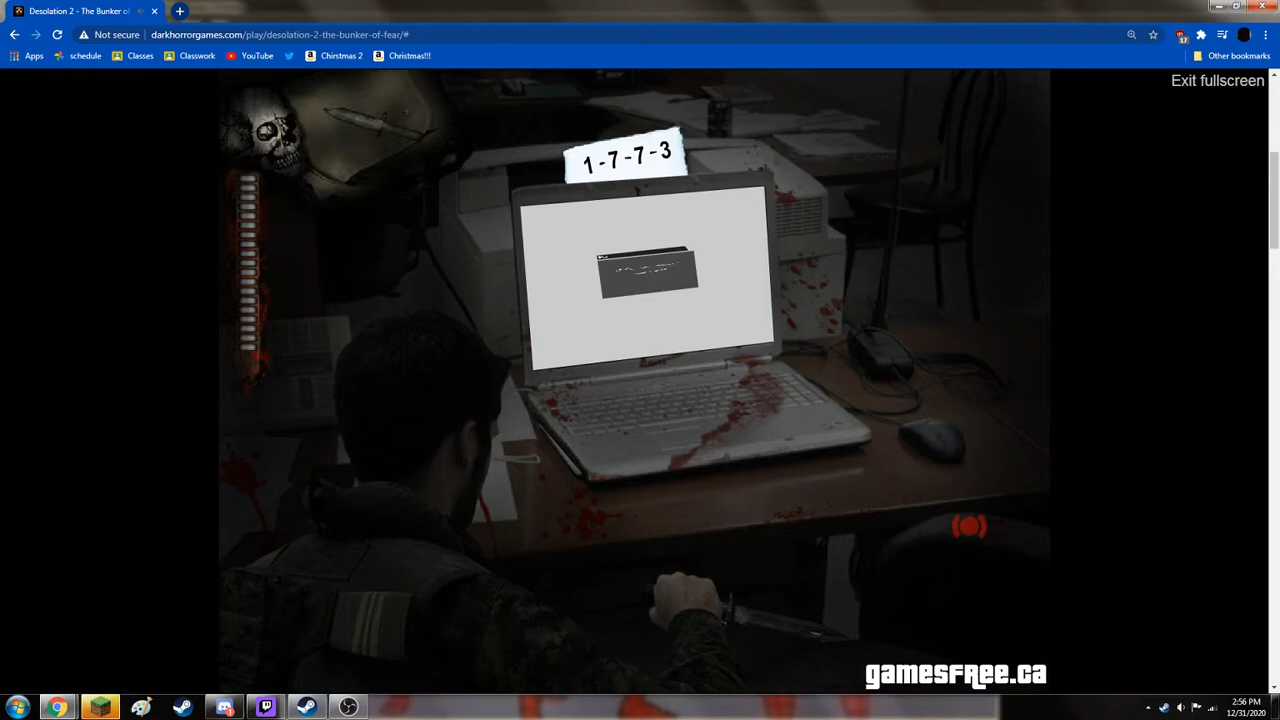 Desolation 2 - The Bunker of
Not secure
darkhorrorgames.com/play/desolation-2-the-bunker-of-fear/#
17
Apps
schedule
Classes
Classwork
YouTube
Chirstmas 2
Christmas!!!
Other bookmarks
Exit fullscreen
1-7-7-3
gamesfree.ca
2:56 PM
12/31/2020